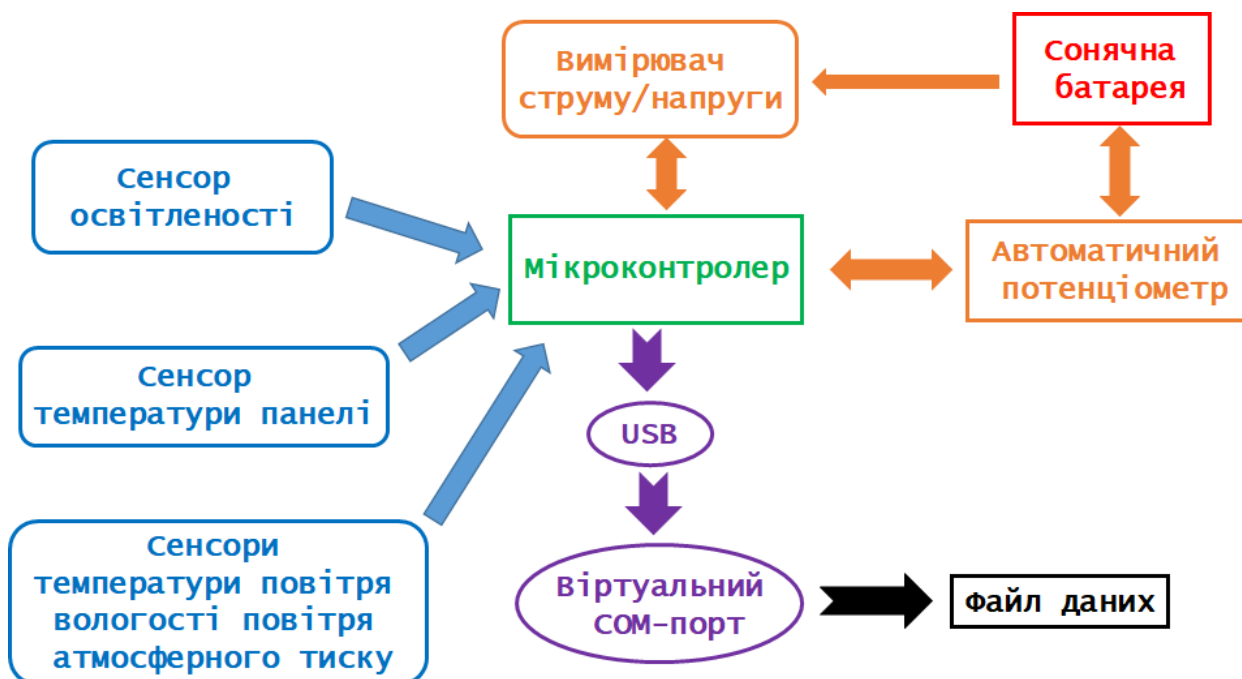 Вимірювач
струму/напруги
Сонячна
батарея
Сенсор
освітленості
Мікроконтролер
Автоматичний
потенціометр
Сенсор
температури панелі
USB
Сенсори
температури повітря
вологості повітря
атмосферного тиску
Віртуальний
COM-порт
Файл даних